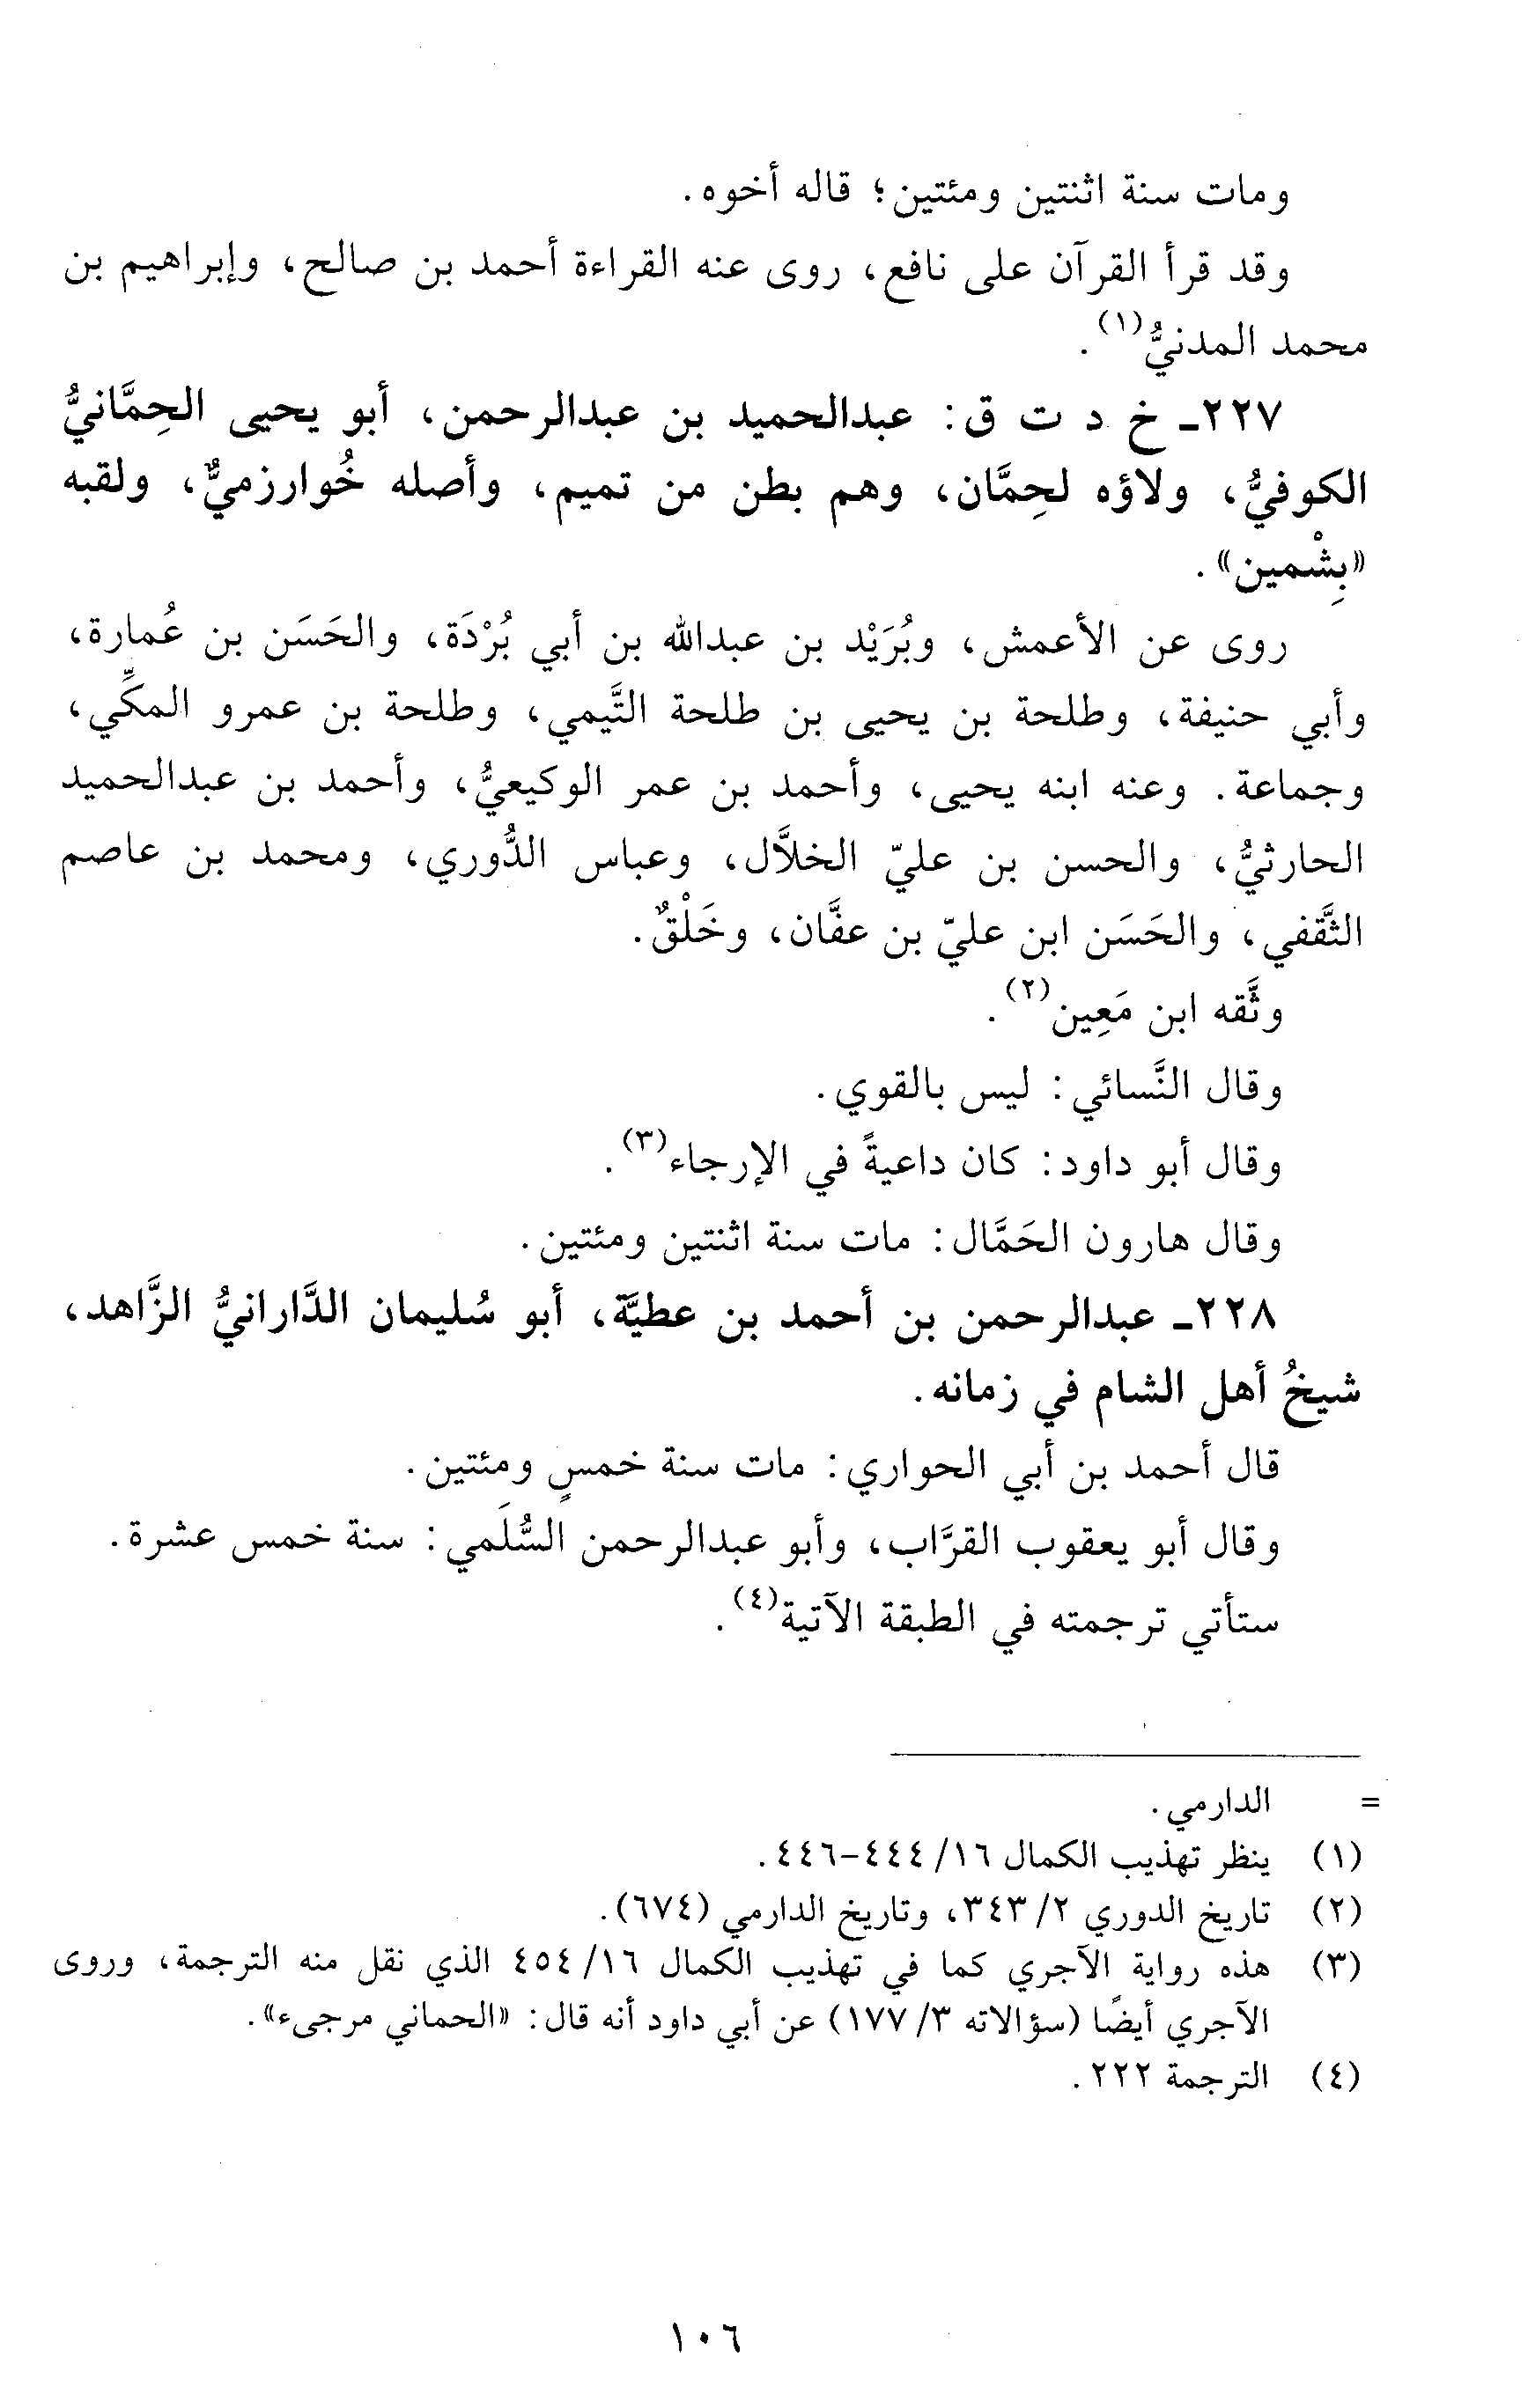 ومات سنة اثنتين ومئتين؛ قاله أخوه.
وقد قرأ القرآن على نافع، روى عنه القراءة أحمد بن صالح، وإبراهيم بن
محمد المدنيُّ(١).
٢٢٧ـ خ د ت ق: عبدالحميد بن عبدالرحمن، أبو يحيى الحِمَّانيُّ
الكوفيُّ، ولاؤه لحِمَّان، وهم بطن من تميم، وأصله خُوارزميٌّ، ولقبه
«بِشْمين».
روى عن الأعمش، وبُرَيْد بن عبدالله بن أبي بُرْدَة، والحَسَن بن عُمارة،
وأبي حنيفة، وطلحة بن يحيى بن طلحة التَّيمي، وطلحة بن عمرو المكِّي،
وجماعة. وعنه ابنه يحيى، وأحمد بن عمر الوكيعيُّ، وأحمد بن عبدالحميد
الحارثيُّ، والحسن بن عليّ الخلاَّل، وعباس الدُّوري، ومحمد بن عاصم
الثَّقفي، والحَسَن ابن عليّ بن عفَّان، وخَلْقٌ.
وثَّقه ابن مَعِين(٢).
وقال النَّسائي: ليس بالقوي.
وقال أبو داود: كان داعيةً في الإرجاء(٣).
وقال هارون الحَمَّال: مات سنة اثنتين ومئتين.
٢٢٨ـ عبدالرحمن بن أحمد بن عطيَّة، أبو سُليمان الدَّارانيُّ الزَّاهد،
شيخُ أهل الشام في زمانه.
قال أحمد بن أبي الحواري: مات سنة خمسٍ ومئتين.
وقال أبو يعقوب القرَّاب، وأبو عبدالرحمن السُّلَمي: سنة خمس عشرة.
ستأتي ترجمته في الطبقة الآتية(٤).
= الدارمي.
(١) ينظر تهذيب الكمال ١٦/ ٤٤٤-٤٤٦.
(٢) تاريخ الدوري ٢/ ٣٤٣، وتاريخ الدارمي (٦٧٤).
(٣) هذه رواية الآجري كما في تهذيب الكمال ١٦/ ٤٥٤ الذي نقل منه الترجمة، وروى
الآجري أيضًا (سؤالاته ٣/ ١٧٧) عن أبي داود أنه قال: «الحماني مرجىء».
(٤) الترجمة ٢٢٢.
١٠٦